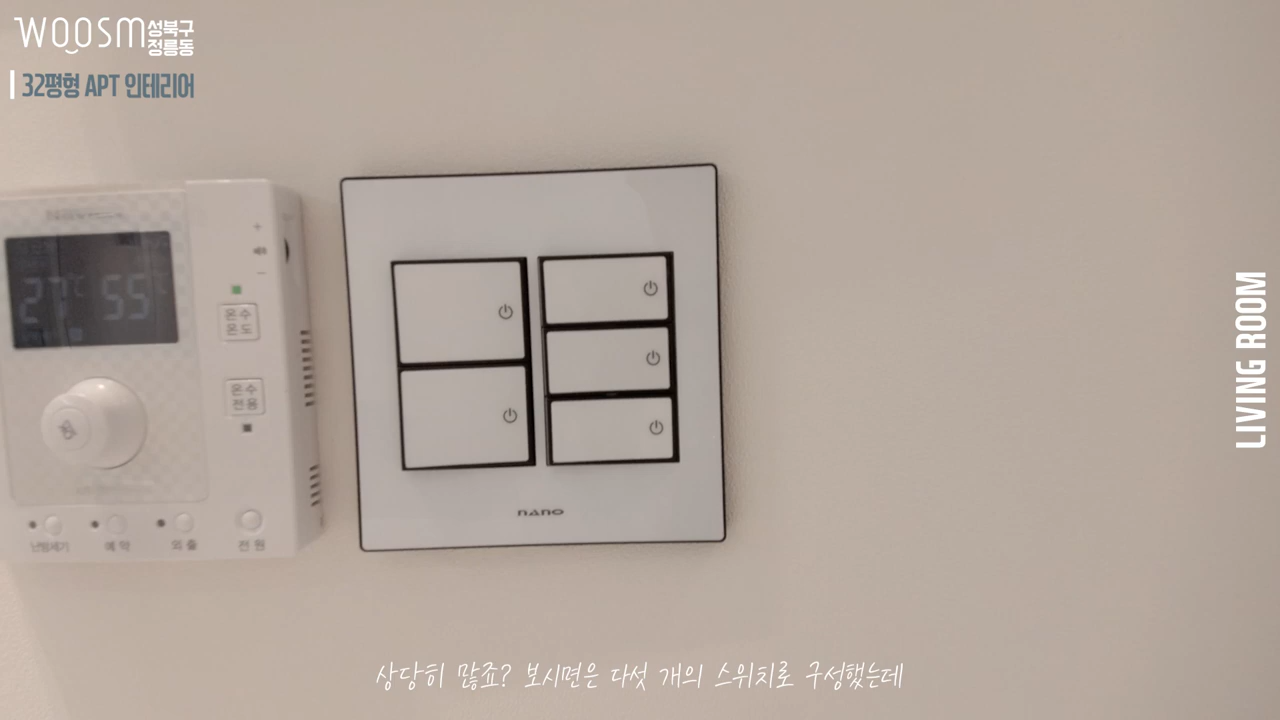 WOOSM 성북구
정릉동
32평형 APT 인테리어
27℃ 55℃
+
-
온수
온도
온수
전용
난방세기 예약 외출 전원
nano
LIVING ROOM
상당히 많죠? 보시면은 다섯 개의 스위치로 구성했는데